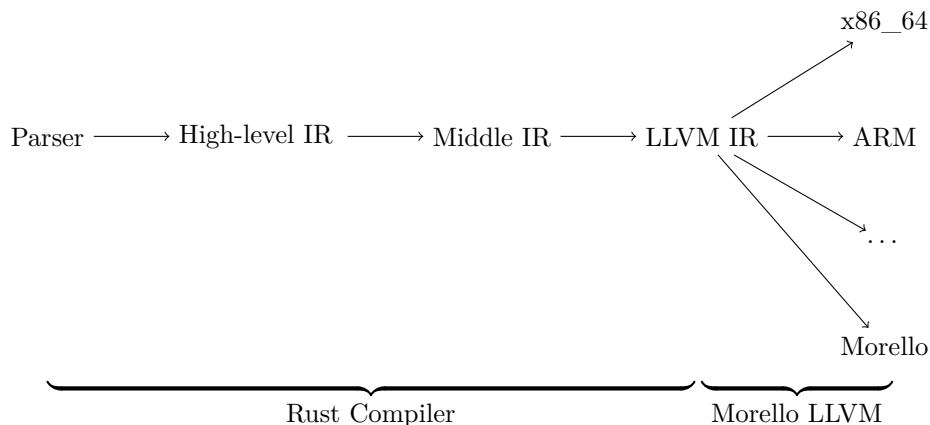 x86_64
Parser High-level IR Middle IR LLVM IR ARM
...
Morello
Rust Compiler Morello LLVM